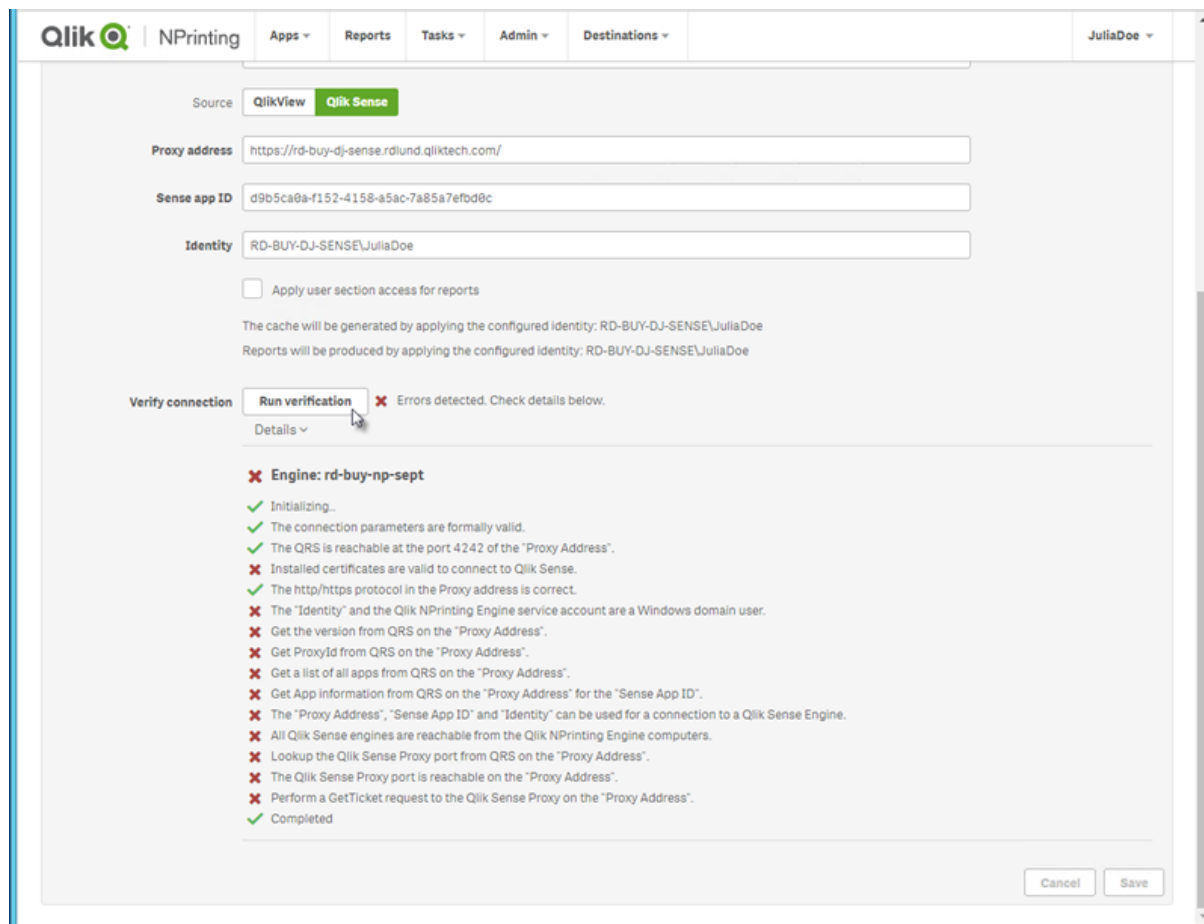 Qlik NPrinting Apps Reports Tasks Admin Destinations JuliaDoe
Source QlikView Qlik Sense
Proxy address https://rd-buy-dj-sense.rdlund.qliktech.com/
Sense app ID d9b5ca0a-f152-4158-a5ac-7a85a7efbd0c
Identity RD-BUY-DJ-SENSE\JuliaDoe
Apply user section access for reports
The cache will be generated by applying the configured identity: RD-BUY-DJ-SENSE\JuliaDoe
Reports will be produced by applying the configured identity: RD-BUY-DJ-SENSE\JuliaDoe
Verify connection Run verification Errors detected. Check details below.
Details
Engine: rd-buy-np-sept
Initializing..
The connection parameters are formally valid.
The QRS is reachable at the port 4242 of the "Proxy Address".
Installed certificates are valid to connect to Qlik Sense.
The http/https protocol in the Proxy address is correct.
The "Identity" and the Qlik NPrinting Engine service account are a Windows domain user.
Get the version from QRS on the "Proxy Address".
Get ProxyId from QRS on the "Proxy Address".
Get a list of all apps from QRS on the "Proxy Address".
Get App information from QRS on the "Proxy Address" for the "Sense App ID".
The "Proxy Address", "Sense App ID" and "Identity" can be used for a connection to a Qlik Sense Engine.
All Qlik Sense engines are reachable from the Qlik NPrinting Engine computers.
Lookup the Qlik Sense Proxy port from QRS on the "Proxy Address".
The Qlik Sense Proxy port is reachable on the "Proxy Address".
Perform a GetTicket request to the Qlik Sense Proxy on the "Proxy Address".
Completed
Cancel Save